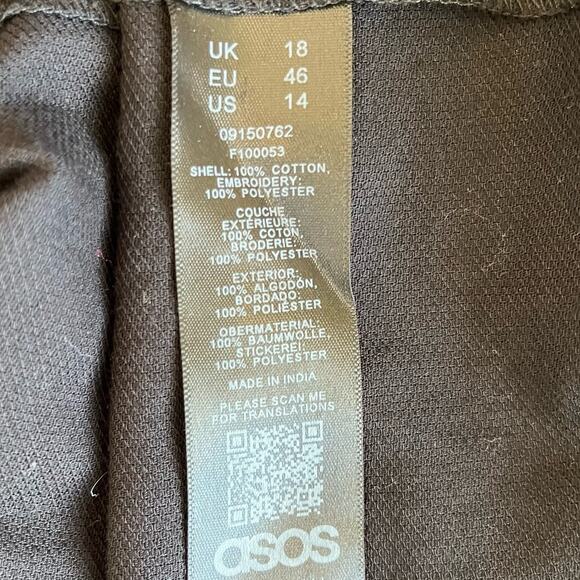 UK 18
EU 46
US 14
09150762
F100053
SHELL: 100% COTTON,
EMBROIDERY:
100% POLYESTER
COUCHE
EXTÉRIEURE:
100% COTON,
BRODERIE:
100% POLYESTER
EXTERIOR:
100% ALGODÓN,
BORDADO:
100% POLIÉSTER
OBERMATERIAL:
100% BAUMWOLLE,
STICKEREI:
100% POLYESTER
MADE IN INDIA
PLEASE SCAN ME
FOR TRANSLATIONS
asos